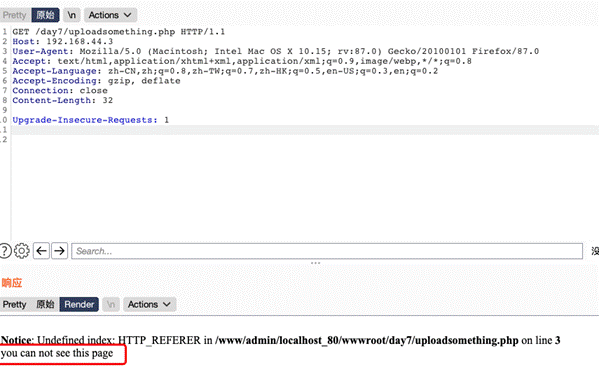 Pretty 原始 \n Actions
1 GET /day7/uploadsomething.php HTTP/1.1
2 Host: 192.168.44.3
3 User-Agent: Mozilla/5.0 (Macintosh; Intel Mac OS X 10.15; rv:87.0) Gecko/20100101 Firefox/87.0
4 Accept: text/html,application/xhtml+xml,application/xml;q=0.9,image/webp,*/*;q=0.8
5 Accept-Language: zh-CN,zh;q=0.8,zh-TW;q=0.7,zh-HK;q=0.5,en-US;q=0.3,en;q=0.2
6 Accept-Encoding: gzip, deflate
7 Connection: close
8 Content-Length: 32
9
10 Upgrade-Insecure-Requests: 1
11
12
? Search... 没
响应
Pretty 原始 Render \n Actions
Notice: Undefined index: HTTP_REFERER in /www/admin/localhost_80/wwwroot/day7/uploadsomething.php on line 3
you can not see this page